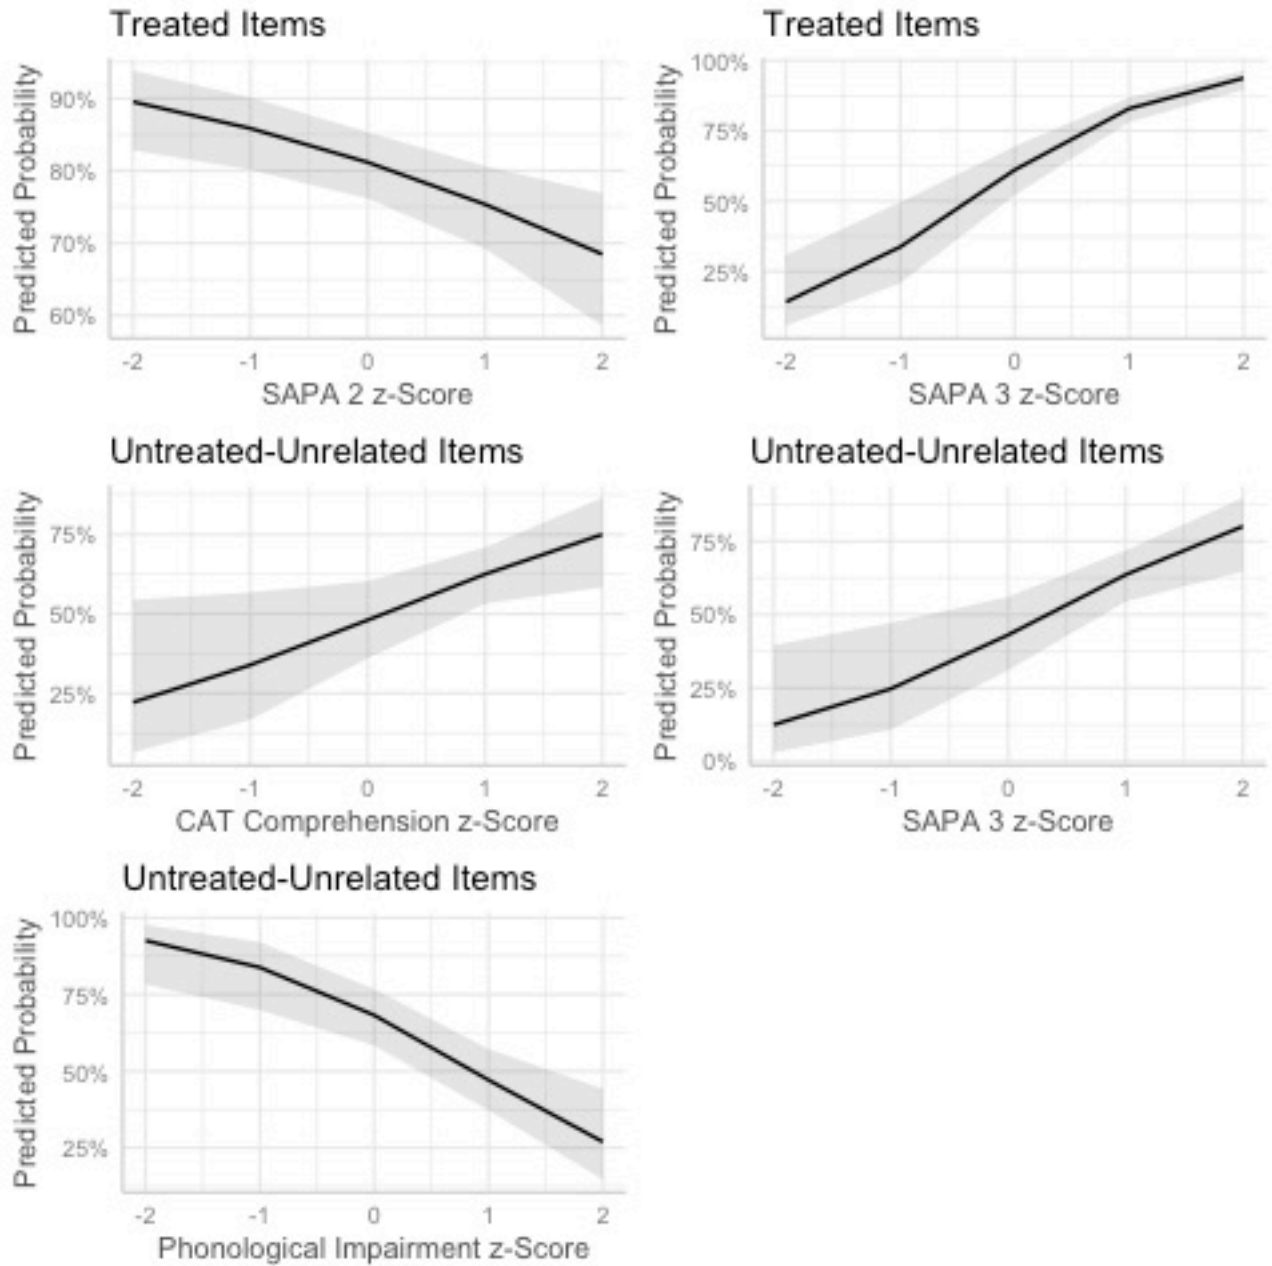 Treated Items
Predicted Probability
90%
80%
70%
60%
-2 -1 0 1 2
SAPA 2 z-Score
Treated Items
Predicted Probability
100%
75%
50%
25%
-2 -1 0 1 2
SAPA 3 z-Score
Untreated-Unrelated Items
Predicted Probability
75%
50%
25%
-2 -1 0 1 2
CAT Comprehension z-Score
Untreated-Unrelated Items
Predicted Probability
75%
50%
25%
0%
-2 -1 0 1 2
SAPA 3 z-Score
Untreated-Unrelated Items
Predicted Probability
100%
75%
50%
25%
-2 -1 0 1 2
Phonological Impairment z-Score